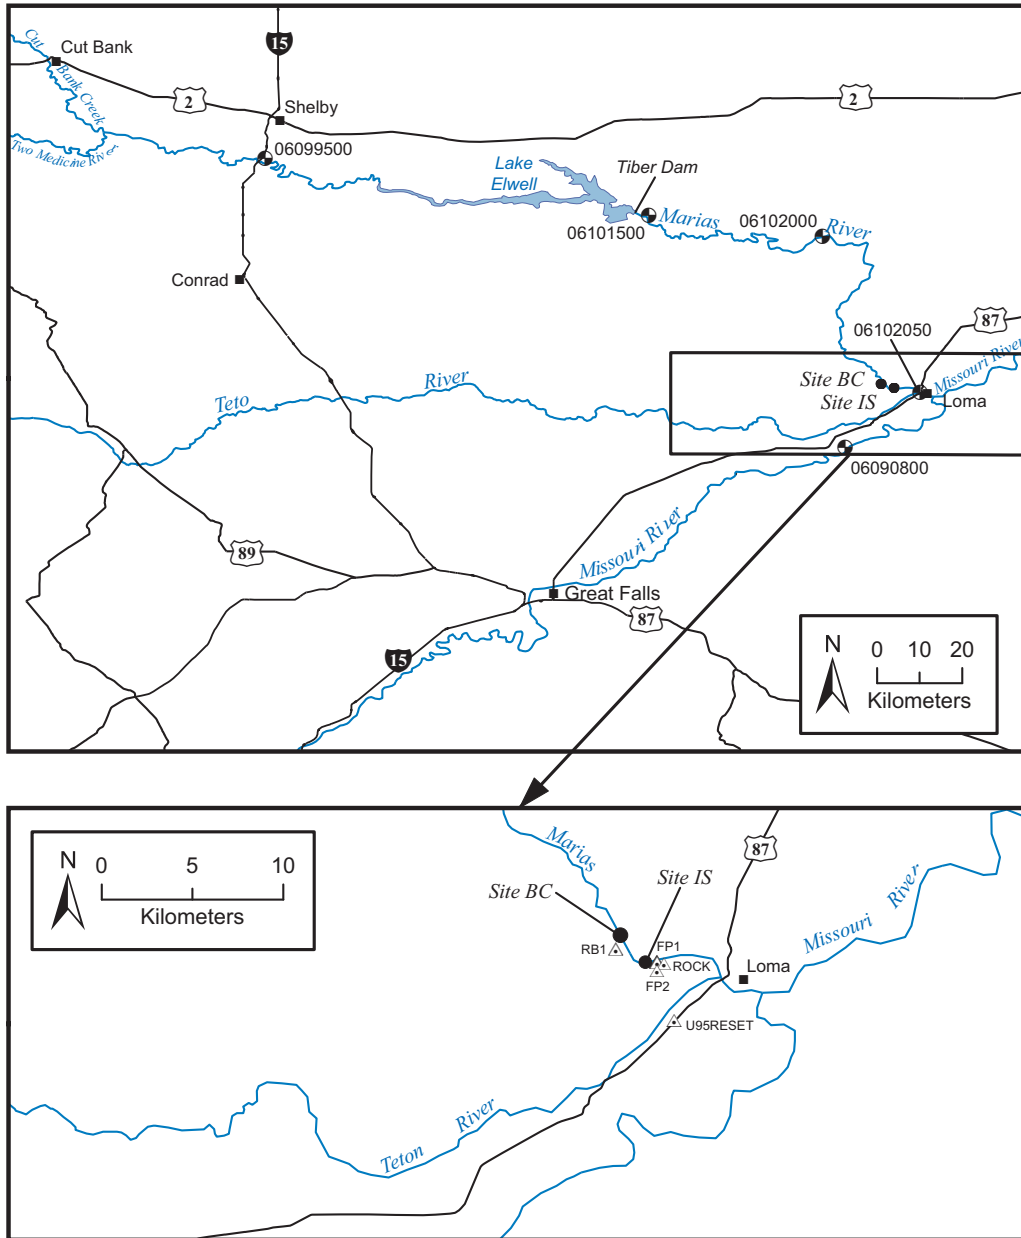 Cut Bank
Cut
Bank Creek
15
2
Shelby
2
Two Medicine River
06099500
Lake
Elwell
Tiber Dam
Marias
River
06101500
06102000
Conrad
06102050
87
Missouri River
Site BC
Site IS
Loma
Teto
River
06090800
89
Missouri River
Great Falls
87
15
N
0 10 20
Kilometers
N
0 5 10
Kilometers
Marias
87
Site IS
Site BC
River
Missouri
RB1
FP1
ROCK
FP2
Loma
U95RESET
River
Teton